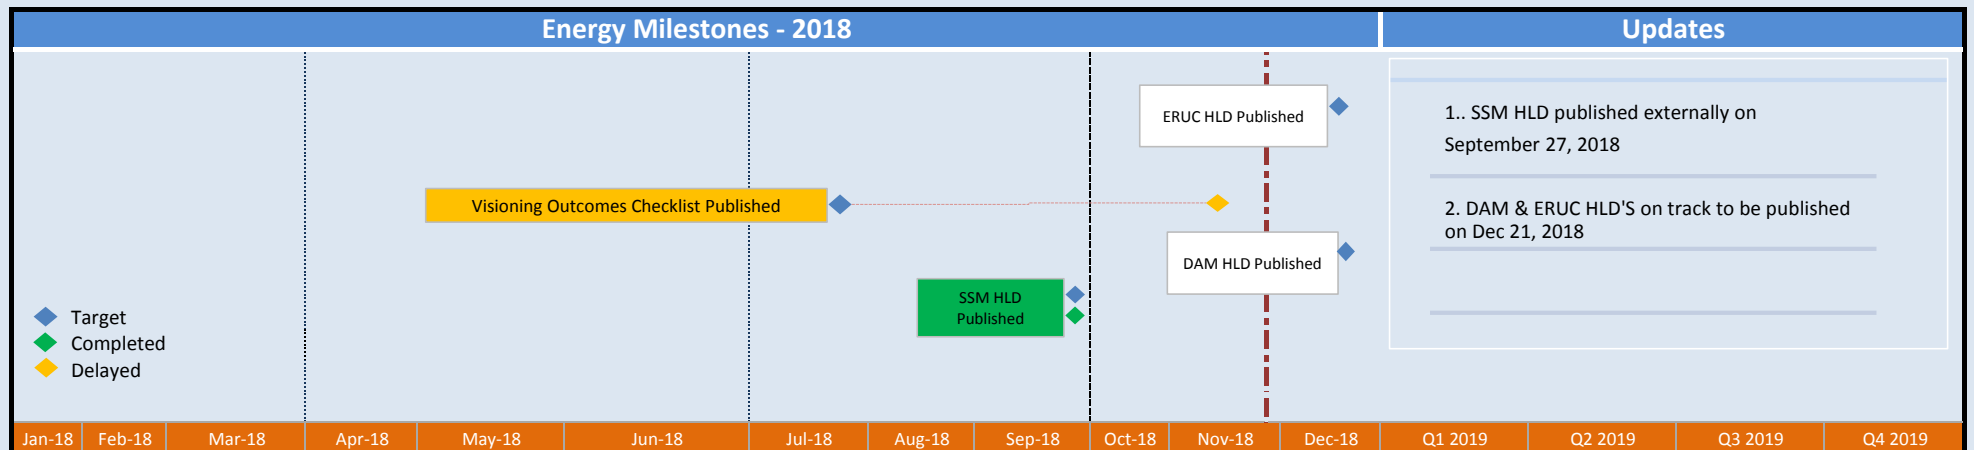 Energy Milestones - 2018
Updates
ERUC HLD Published
1.. SSM HLD published externally on
September 27, 2018
Visioning Outcomes Checklist Published
2. DAM & ERUC HLD'S on track to be published
on Dec 21, 2018
DAM HLD Published
SSM HLD
Published
Target
Completed
Delayed
Jan-18 Feb-18 Mar-18 Apr-18 May-18 Jun-18 Jul-18 Aug-18 Sep-18 Oct-18 Nov-18 Dec-18 Q1 2019 Q2 2019 Q3 2019 Q4 2019